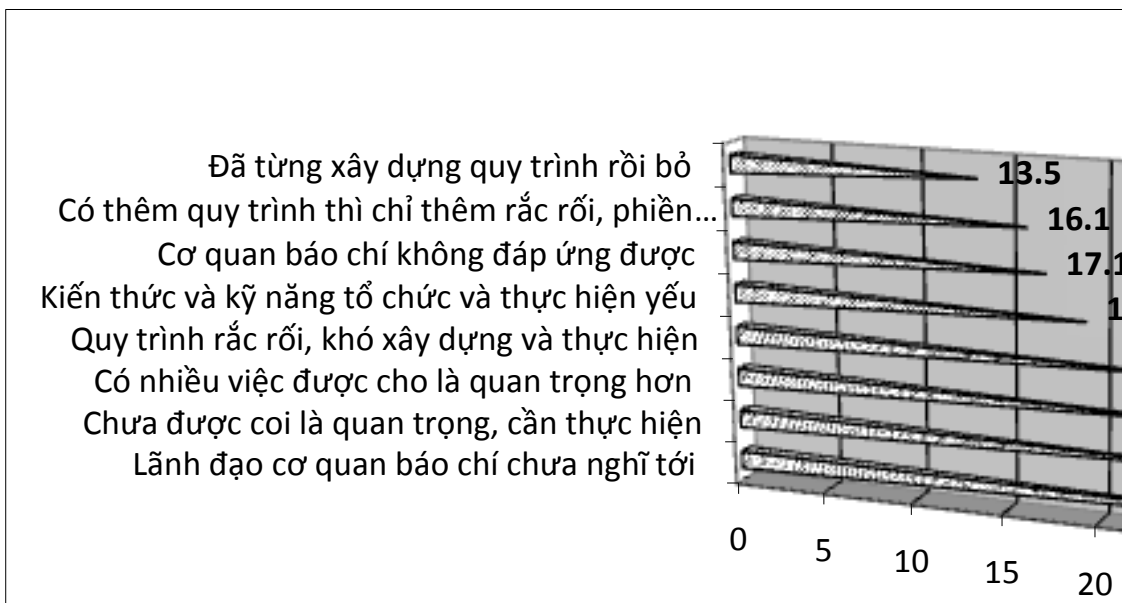 Đã từng xây dựng quy trình rồi bỏ 13.5
Có thêm quy trình thì chỉ thêm rắc rối, phiền... 16.1
Cơ quan báo chí không đáp ứng được 17.1
Kiến thức và kỹ năng tổ chức và thực hiện yếu
Quy trình rắc rối, khó xây dựng và thực hiện
Có nhiều việc được cho là quan trọng hơn
Chưa được coi là quan trọng, cần thực hiện
Lãnh đạo cơ quan báo chí chưa nghĩ tới
0 5 10 15 20